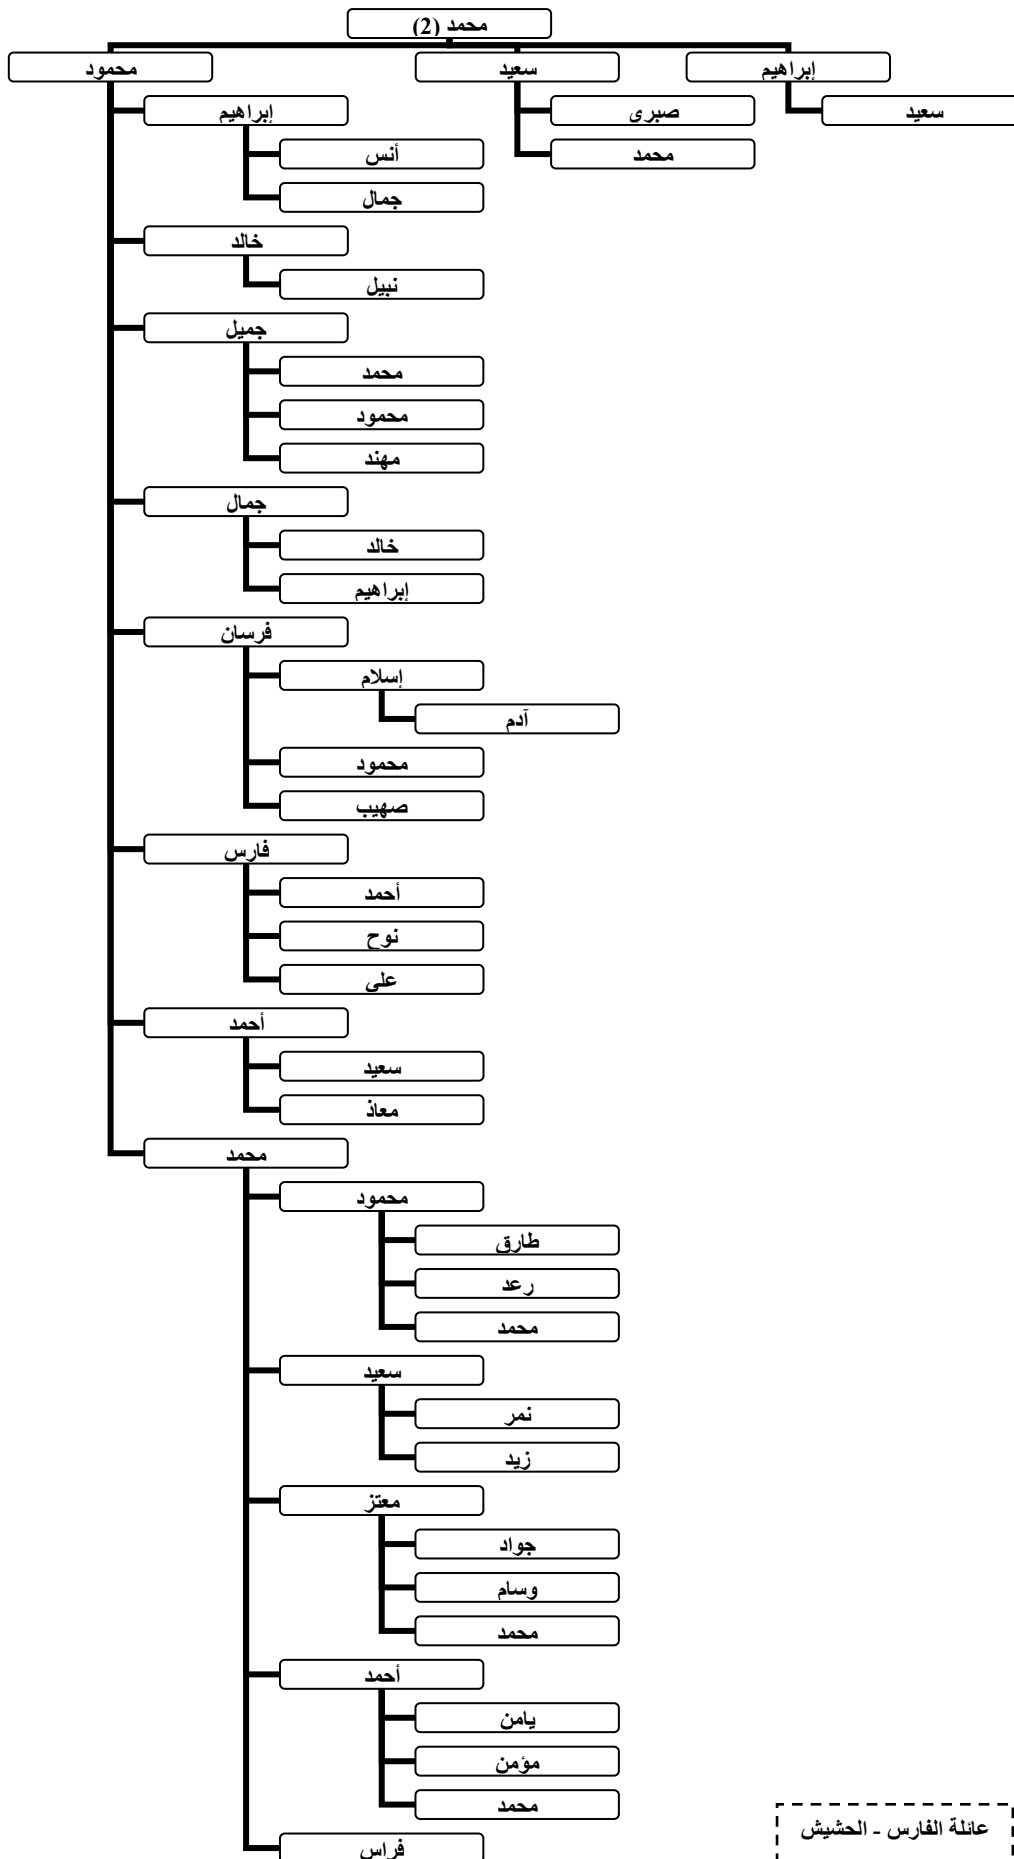 محمد (2)
إبراهيم
سعيد
محمود
سعيد
صبري
إبراهيم
محمد
أنس
جمال
خالد
نبيل
جميل
محمد
محمود
مهند
جمال
خالد
إبراهيم
فرسان
إسلام
آدم
محمود
صهيب
فارس
أحمد
نوح
علي
أحمد
سعيد
معاذ
محمد
محمود
طارق
رعد
محمد
سعيد
نمر
زيد
معتز
جواد
وسام
محمد
أحمد
يامن
مؤمن
محمد
عائلة الفارس - الحشيش
فراس